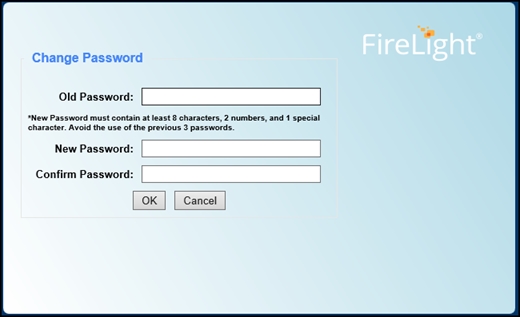 FireLight®
Change Password
Old Password:
*New Password must contain at least 8 characters, 2 numbers, and 1 special
character. Avoid the use of the previous 3 passwords.
New Password:
Confirm Password:
OK Cancel